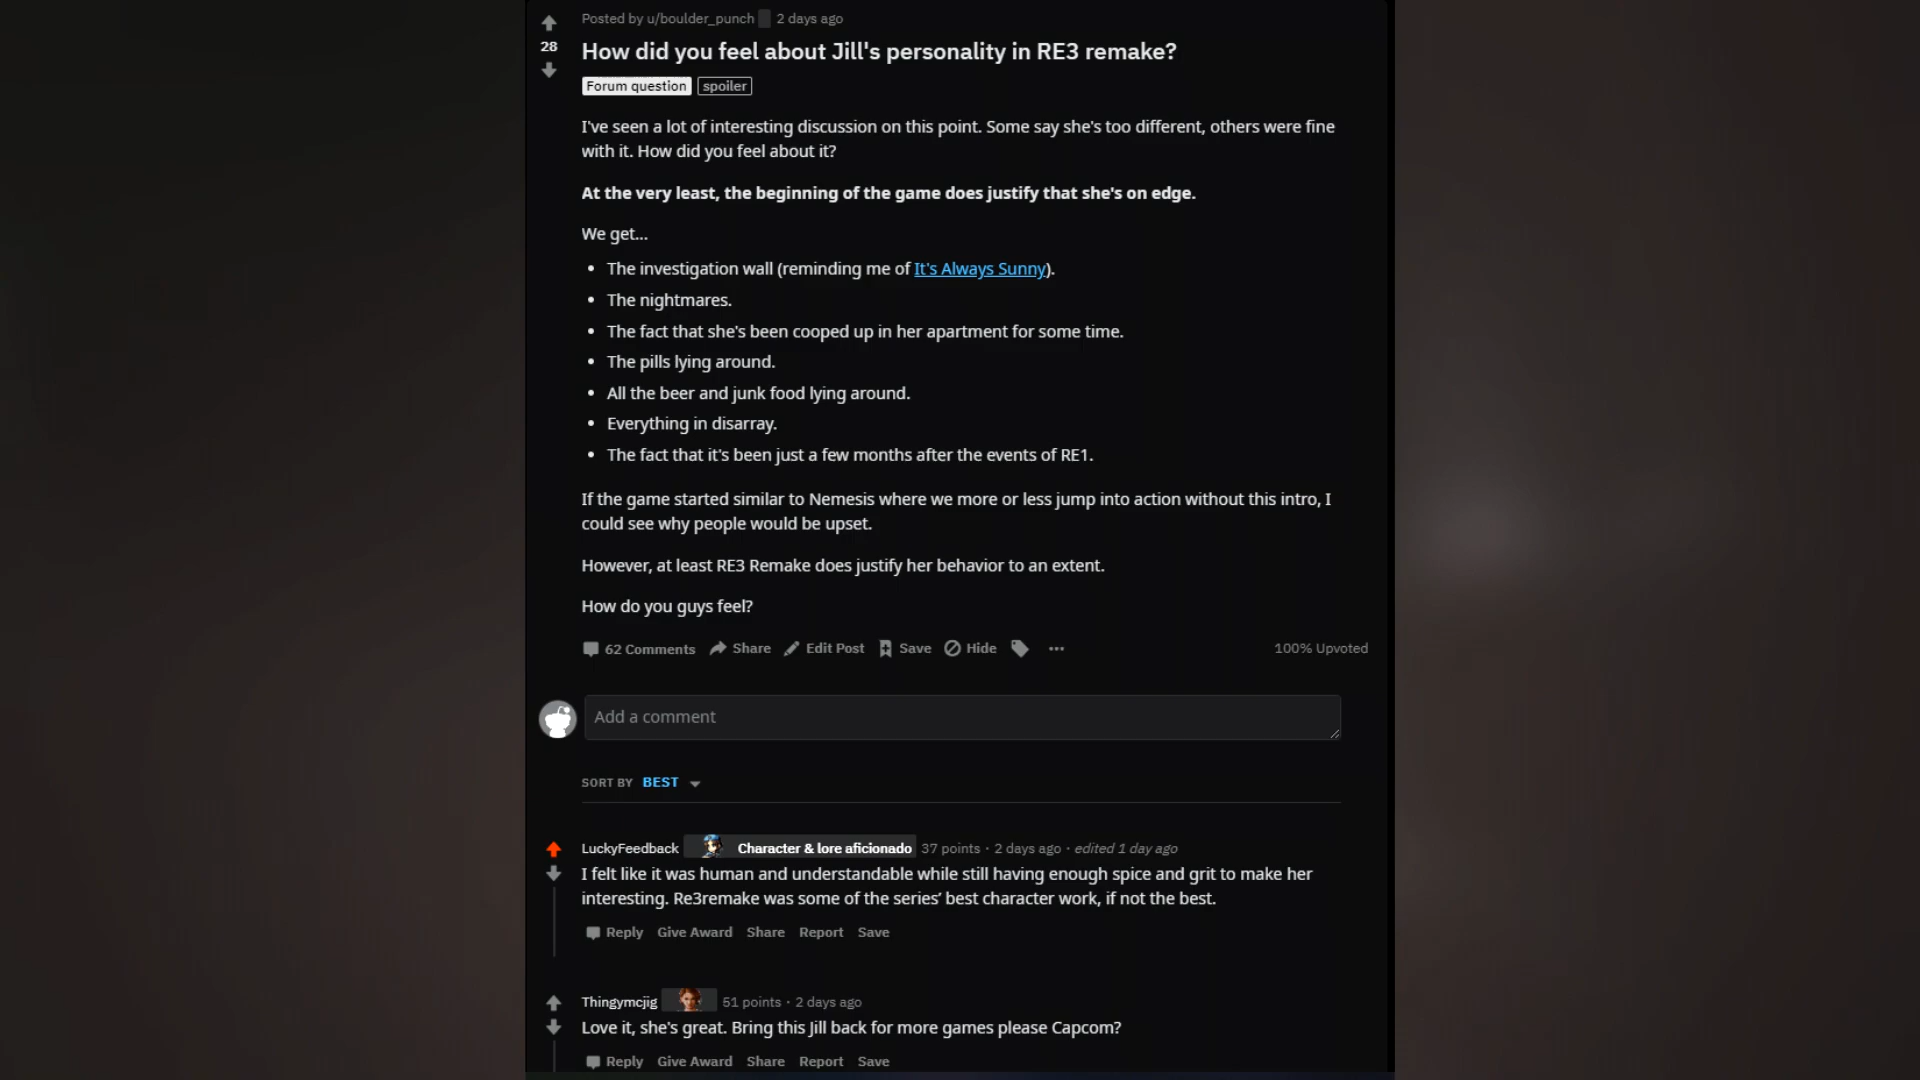 Posted by u/boulder_punch 2 days ago
28
How did you feel about Jill's personality in RE3 remake?
Forum question spoiler
I've seen a lot of interesting discussion on this point. Some say she's too different, others were fine
with it. How did you feel about it?
At the very least, the beginning of the game does justify that she's on edge.
We get...
• The investigation wall (reminding me of It's Always Sunny).
• The nightmares.
• The fact that she's been cooped up in her apartment for some time.
• The pills lying around.
• All the beer and junk food lying around.
• Everything in disarray.
• The fact that it's been just a few months after the events of RE1.
If the game started similar to Nemesis where we more or less jump into action without this intro, I
could see why people would be upset.
However, at least RE3 Remake does justify her behavior to an extent.
How do you guys feel?
62 Comments Share Edit Post Save Hide ... 100% Upvoted
Add a comment
SORT BY BEST
LuckyFeedback Character & lore aficionado 37 points · 2 days ago · edited 1 day ago
I felt like it was human and understandable while still having enough spice and grit to make her
interesting. Re3remake was some of the series’ best character work, if not the best.
Reply Give Award Share Report Save
Thingymcjig 51 points · 2 days ago
Love it, she's great. Bring this Jill back for more games please Capcom?
Reply Give Award Share Report Save